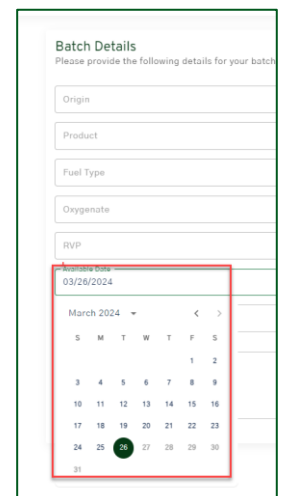 Batch Details
Please provide the following details for your batch
Origin
Product
Fuel Type
Oxygenate
RVP
Available Date
03/26/2024
March 2024
S M T W T F S
1 2
3 4 5 6 7 8 9
10 11 12 13 14 15 16
17 18 19 20 21 22 23
24 25 26 27 28 29 30
31